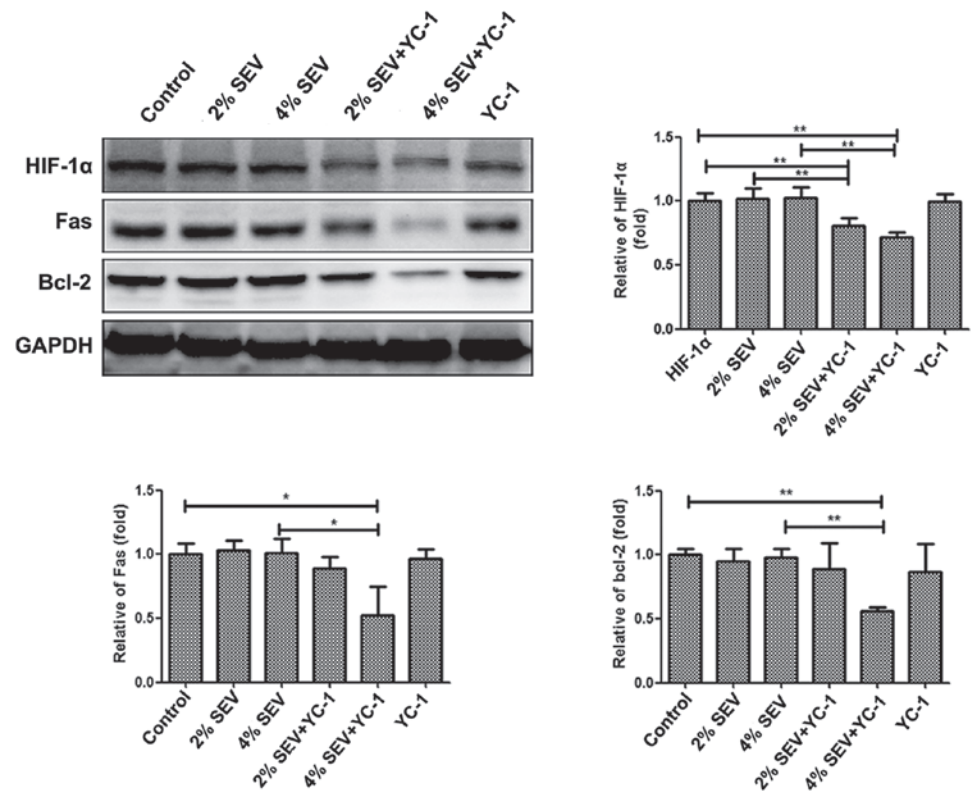 Control
2% SEV
4% SEV
2% SEV+YC-1
4% SEV+YC-1
YC-1
HIF-1α
Fas
Bcl-2
GAPDH
Relative of HIF-1α
(fold)
1.5
1.0
0.5
0.0
**
**
**
**
HIF-1α
2% SEV
4% SEV
2% SEV+YC-1
4% SEV+YC-1
YC-1
Relative of Fas (fold)
1.5
1.0
0.5
0.0
*
*
Control
2% SEV
4% SEV
2% SEV+YC-1
4% SEV+YC-1
YC-1
Relative of bcl-2 (fold)
1.5
1.0
0.5
0.0
**
**
Control
2% SEV
4% SEV
2% SEV+YC-1
4% SEV+YC-1
YC-1